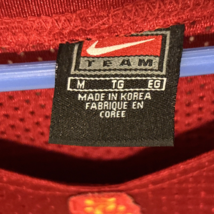 TEAM
M TG EG
MADE IN KOREA
FABRIQUE EN
COREE